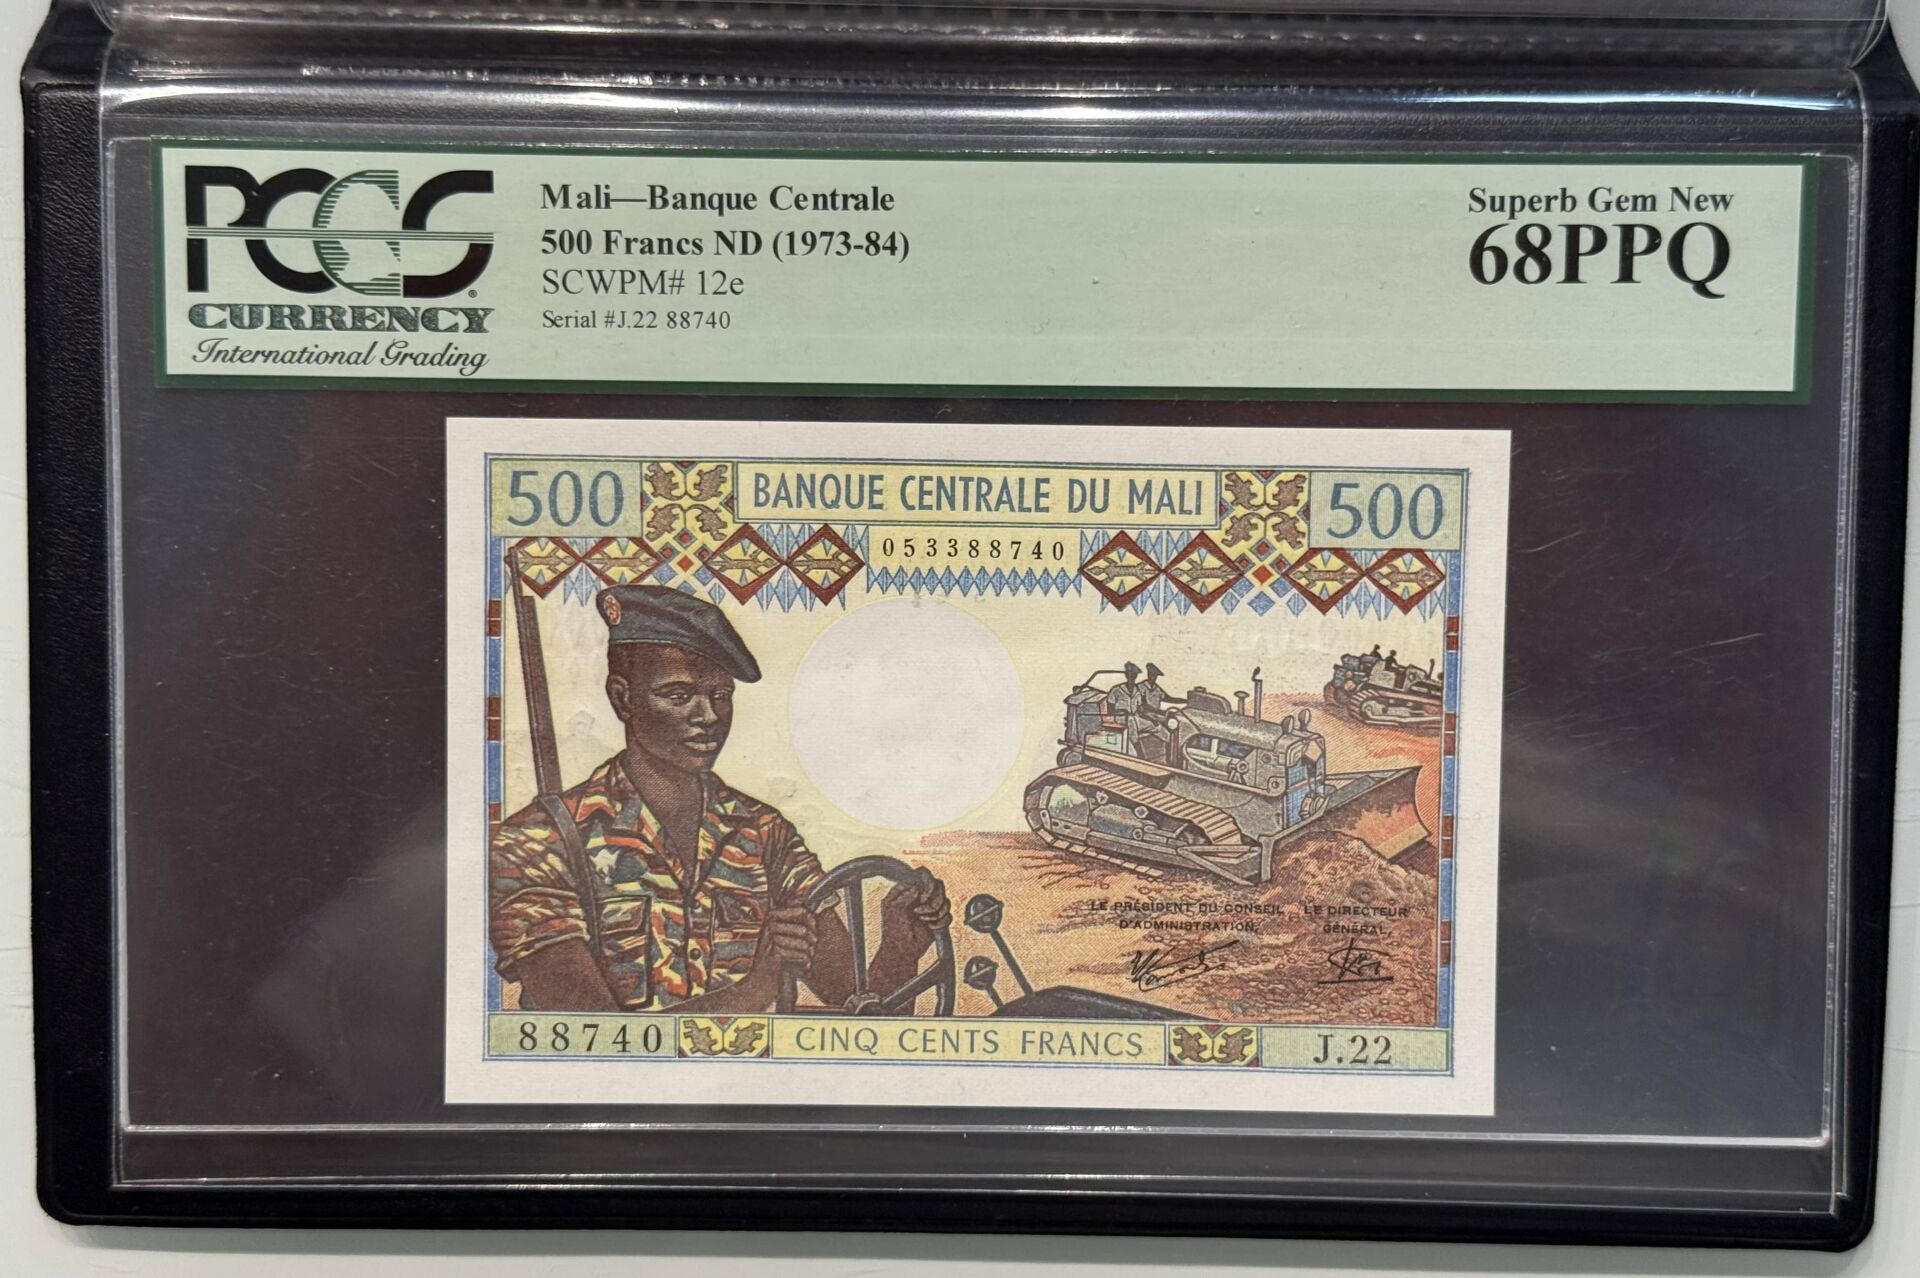 PCGS
CURRENCY
International Grading
Mali—Banque Centrale
500 Francs ND (1973-84)
SCWPM# 12e
Serial #J.22 88740
Superb Gem New
68PPQ
500 BANQUE CENTRALE DU MALI 500
053388740
LE PRÉSIDENT DU CONSEIL
D'ADMINISTRATION,
LE DIRECTEUR
GÉNÉRAL,
88740 CINQ CENTS FRANCS J.22